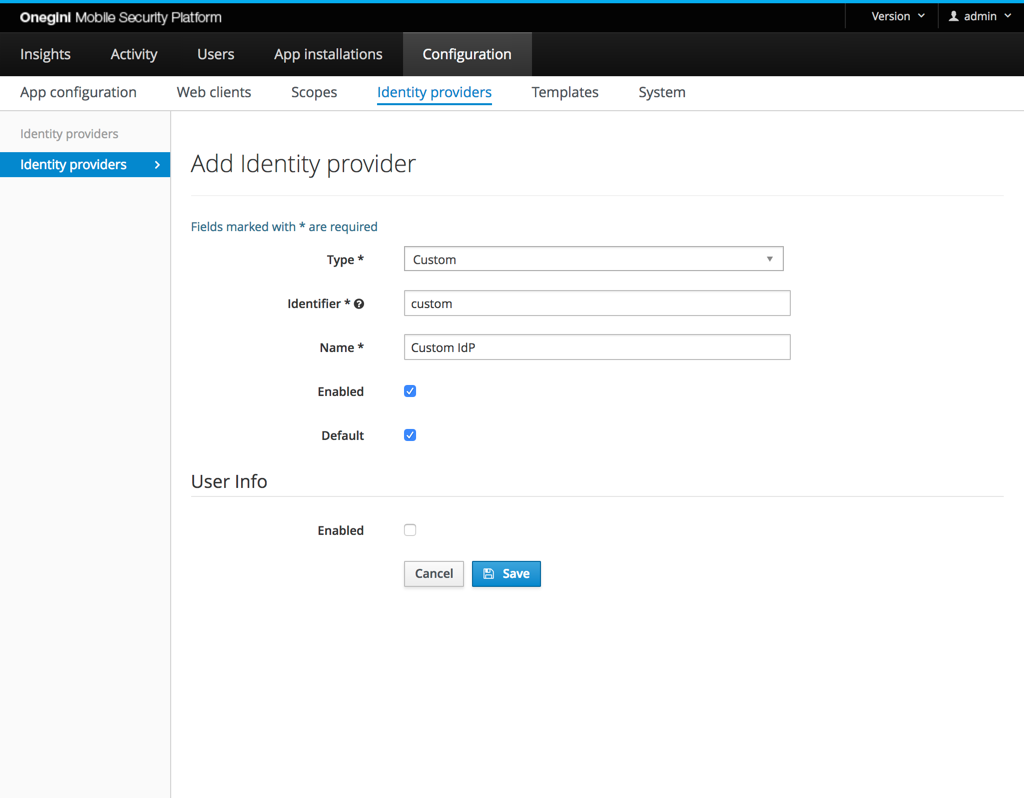 Onegini Mobile Security Platform Version admin
Insights Activity Users App installations Configuration
App configuration Web clients Scopes Identity providers Templates System
Identity providers
Identity providers
Add Identity provider
Fields marked with * are required
Type * Custom
Identifier * custom
Name * Custom IdP
Enabled
Default
User Info
Enabled
Cancel Save